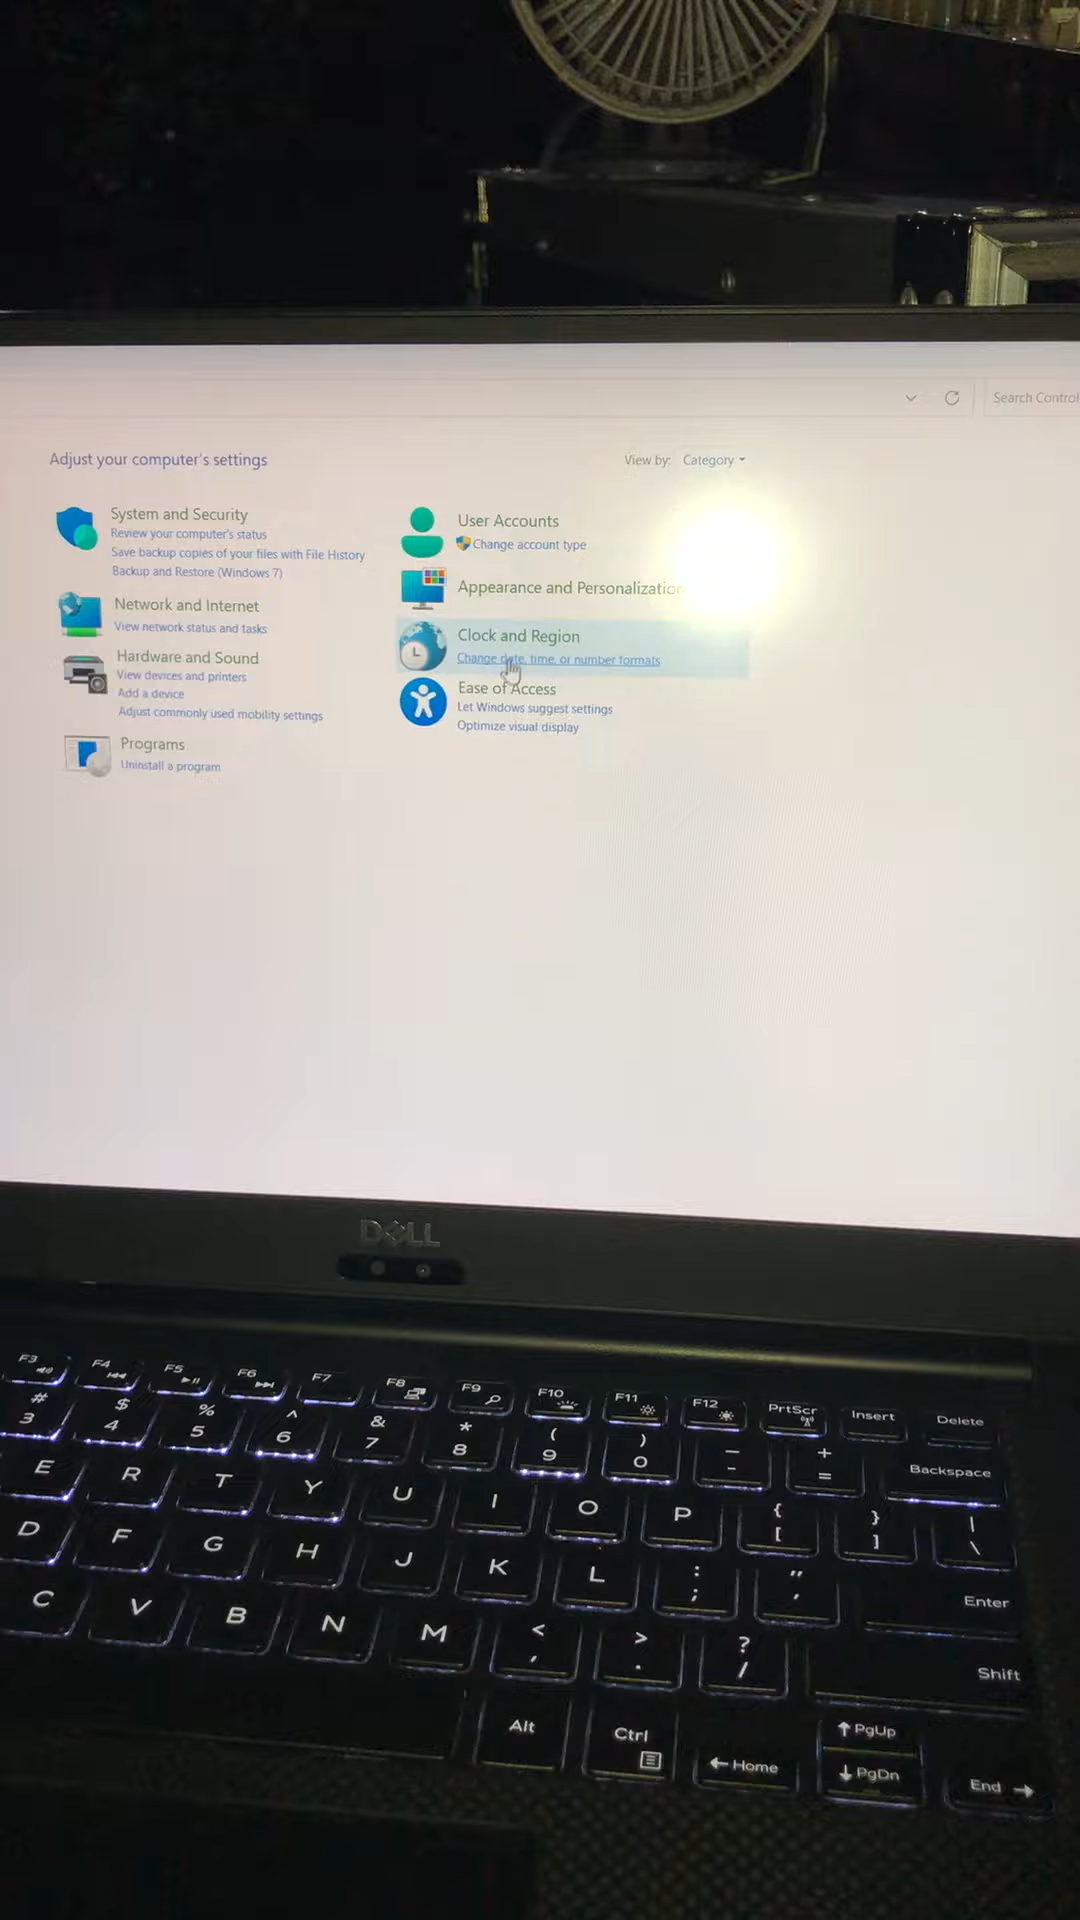 Search Control
Adjust your computer's settings
View by: Category
System and Security
Review your computer's status
Save backup copies of your files with File History
Backup and Restore (Windows 7)
Network and Internet
View network status and tasks
Hardware and Sound
View devices and printers
Add a device
Adjust commonly used mobility settings
Programs
Uninstall a program
User Accounts
Change account type
Appearance and Personalization
Clock and Region
Change date, time, or number formats
Ease of Access
Let Windows suggest settings
Optimize visual display
DELL
F3 F4 F5 F6 F7 F8 F9 F10 F11 F12 PrtScr Insert Delete
# $ % ^ & * ( ) _ +
3 4 5 6 7 8 9 0 - = Backspace
E R T Y U I O P { [ } ] | \
D F G H J K L : ; " ' Enter
C V B N M < , > . ? / Shift
Alt Ctrl Home PgUp
PgDn End